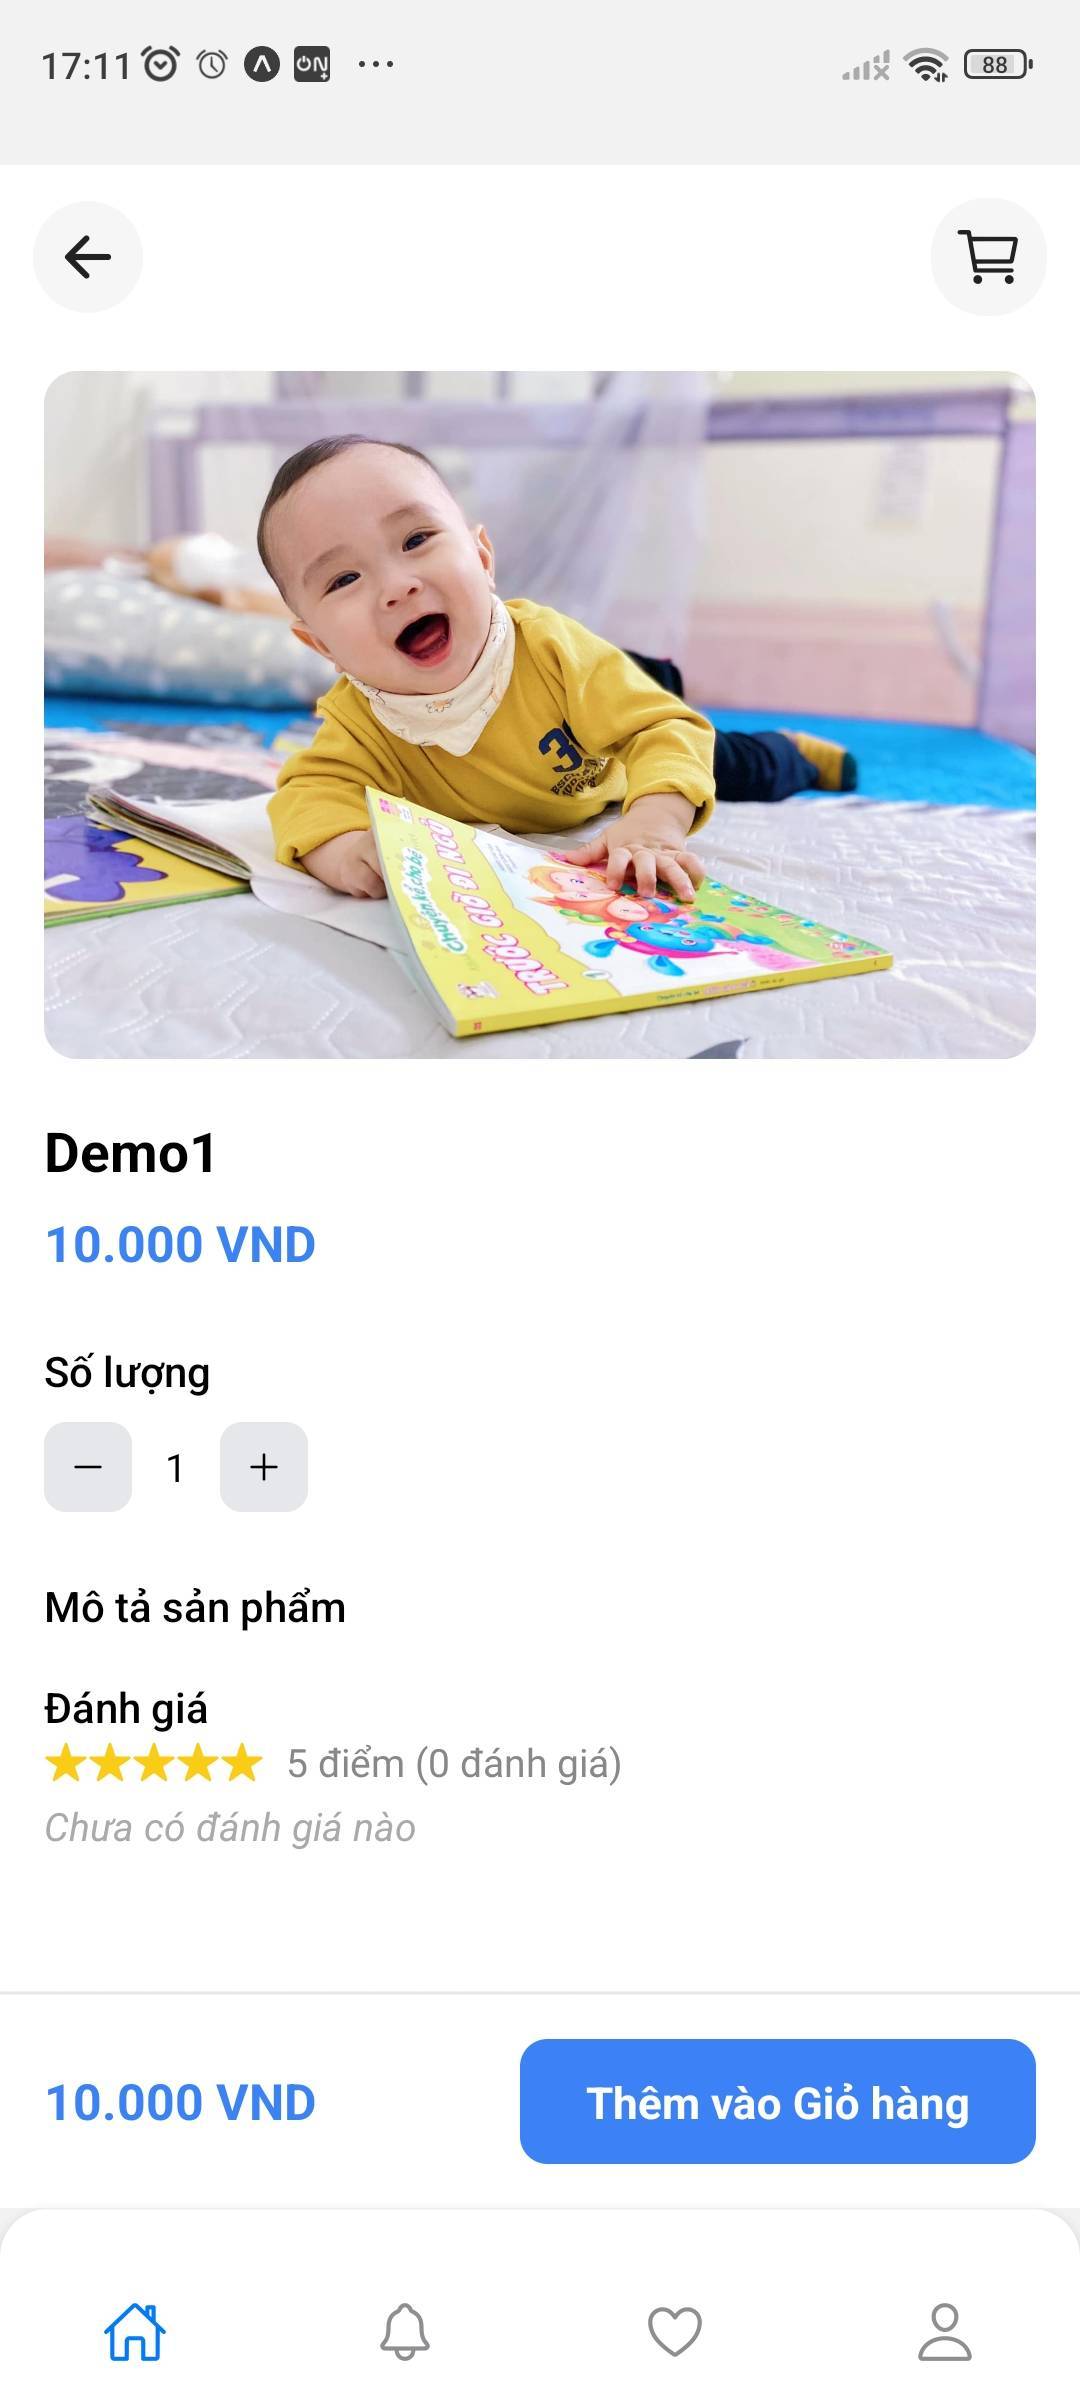 17:11
88
3
Chuyện kể cho bé
TRƯỚC GIỜ ĐI NGỦ
1
Demo1
10.000 VND
Số lượng
1
Mô tả sản phẩm
Đánh giá
5 điểm (0 đánh giá)
Chưa có đánh giá nào
10.000 VND
Thêm vào Giỏ hàng